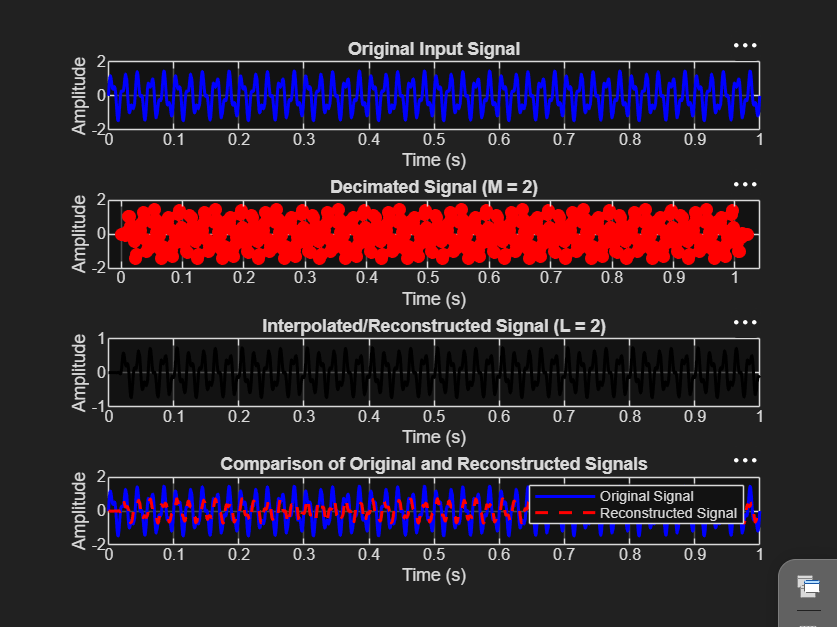 Original Input Signal
Amplitude
2
0
-2
0 0.1 0.2 0.3 0.4 0.5 0.6 0.7 0.8 0.9 1
Time (s)
Decimated Signal (M = 2)
Amplitude
2
0
-2
0 0.1 0.2 0.3 0.4 0.5 0.6 0.7 0.8 0.9 1
Time (s)
Interpolated/Reconstructed Signal (L = 2)
Amplitude
1
0
-1
0 0.1 0.2 0.3 0.4 0.5 0.6 0.7 0.8 0.9 1
Time (s)
Comparison of Original and Reconstructed Signals
Amplitude
2
0
-2
Original Signal
Reconstructed Signal
0 0.1 0.2 0.3 0.4 0.5 0.6 0.7 0.8 0.9 1
Time (s)